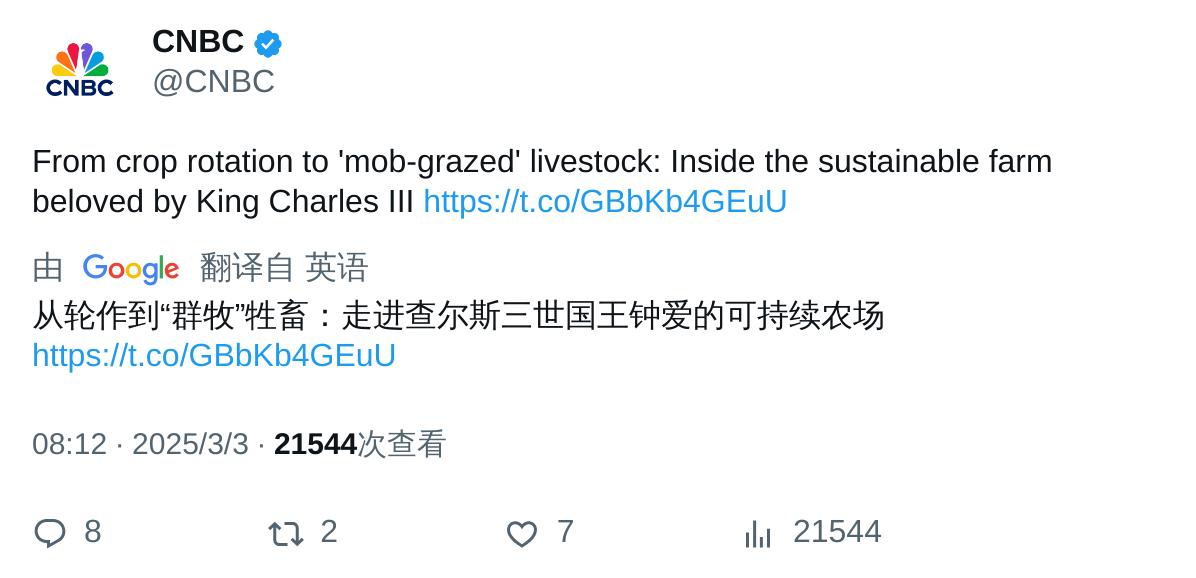 CNBC
@CNBC
CNBC
From crop rotation to 'mob-grazed' livestock: Inside the sustainable farm
beloved by King Charles III https://t.co/GBbKb4GEuU
由 Google 翻译自 英语
从轮作到“群牧”牲畜：走进查尔斯三世国王钟爱的可持续农场
https://t.co/GBbKb4GEuU
08:12 · 2025/3/3 · 21544次查看
8 2 7 21544